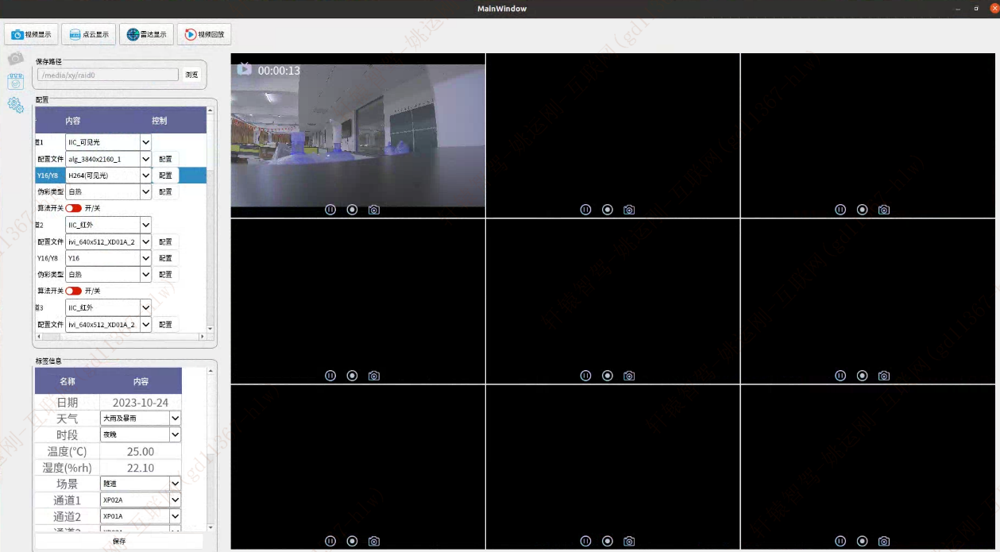 MainWindow
视频显示 点云显示 雷达显示 视频回放
保存路径
/media/xy/raid0 浏览
配置
内容 控制
道1 IIC_可见光
配置文件 alg_3840x2160_1 配置
Y16/Y8 H264(可见光) 配置
伪彩类型 白热 配置
算法开关 开/关
道2 IIC_红外
配置文件 ivi_640x512_XD01A_2 配置
Y16/Y8 Y16 配置
伪彩类型 白热 配置
算法开关 开/关
道3 IIC_红外
配置文件 ivi_640x512_XD01A_2 配置
标签信息
名称 内容
日期 2023-10-24
天气 大雨及暴雨
时段 夜晚
温度(℃) 25.00
湿度(%rh) 22.10
场景 隧道
通道1 XP02A
通道2 XP01A
保存
00:00:13